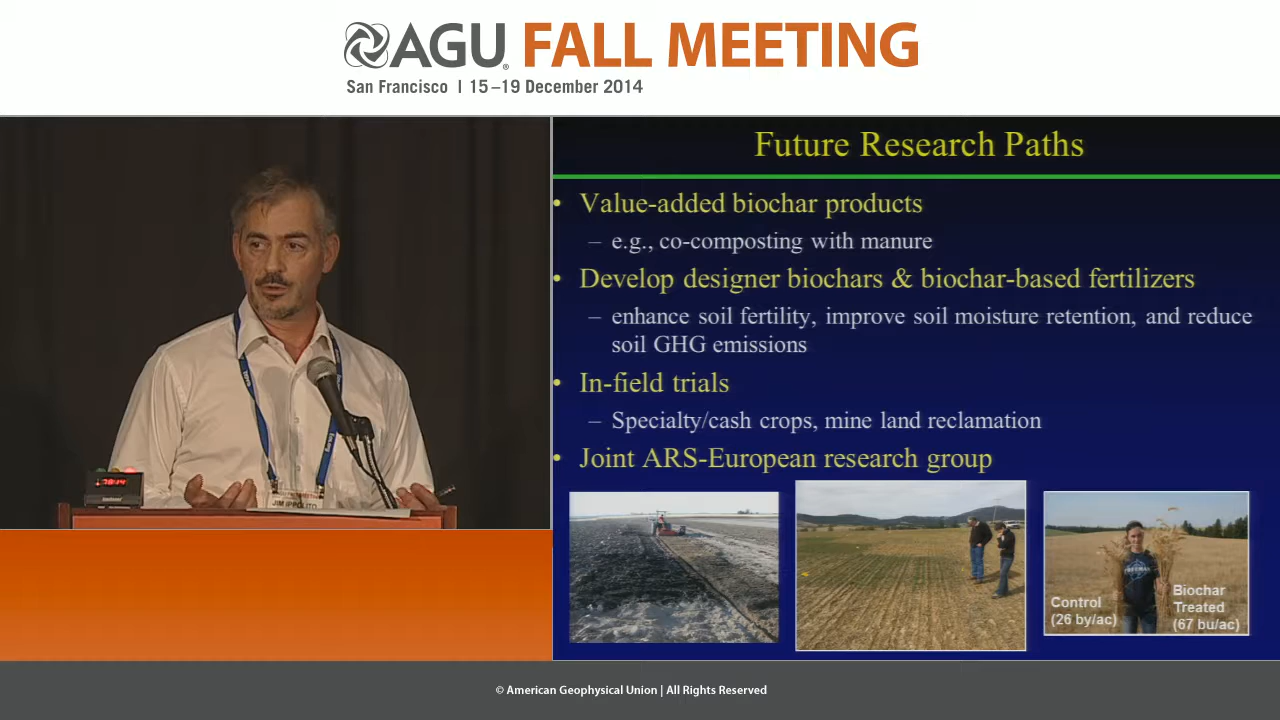 AGU FALL MEETING
San Francisco | 15–19 December 2014
Future Research Paths
• Value-added biochar products
– e.g., co-composting with manure
• Develop designer biochars & biochar-based fertilizers
– enhance soil fertility, improve soil moisture retention, and reduce
soil GHG emissions
• In-field trials
– Specialty/cash crops, mine land reclamation
• Joint ARS-European research group
Control
(26 by/ac)
Biochar
Treated
(67 bu/ac)
JIM IPPOLITO
© American Geophysical Union | All Rights Reserved